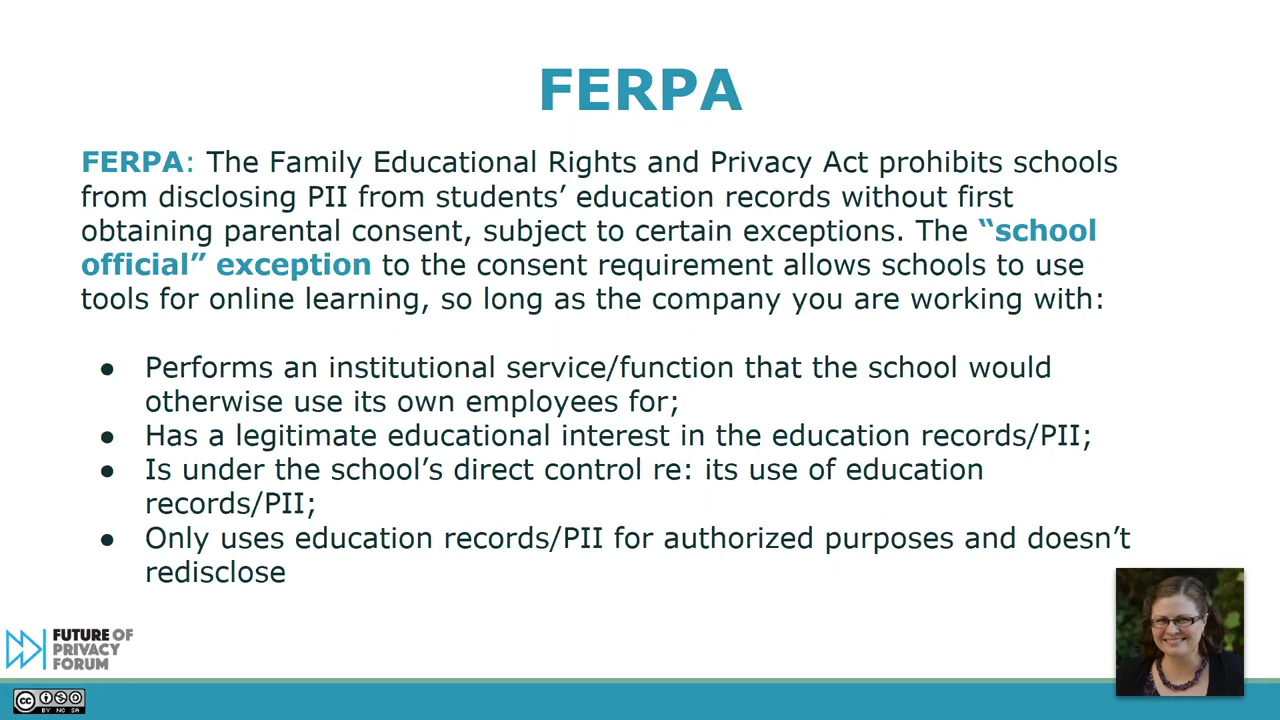 FERPA
FERPA: The Family Educational Rights and Privacy Act prohibits schools
from disclosing PII from students’ education records without first
obtaining parental consent, subject to certain exceptions. The “school
official” exception to the consent requirement allows schools to use
tools for online learning, so long as the company you are working with:
● Performs an institutional service/function that the school would
otherwise use its own employees for;
● Has a legitimate educational interest in the education records/PII;
● Is under the school’s direct control re: its use of education
records/PII;
● Only uses education records/PII for authorized purposes and doesn’t
redisclose
FUTURE OF
PRIVACY
FORUM
cc
BY NC SA